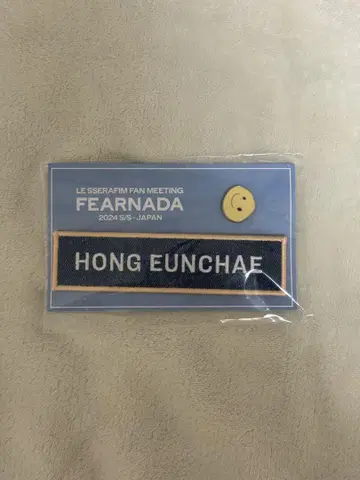 LE SSERAFIM FAN MEETING
FEARNADA
2024 S/S - JAPAN
HONG EUNCHAE